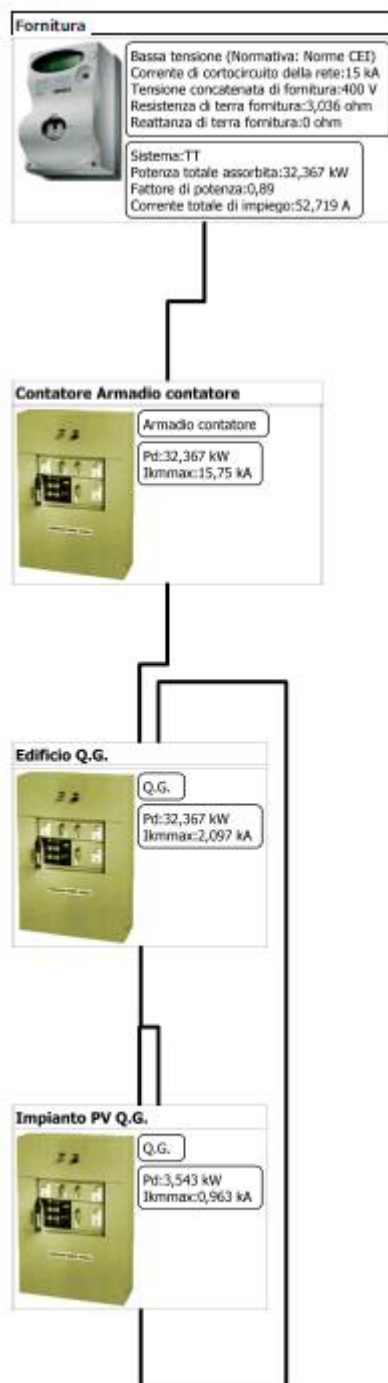 Fornitura
Bassa tensione (Normativa: Norme CEI)
Corrente di cortocircuito della rete:15 kA
Tensione concatenata di fornitura:400 V
Resistenza di terra fornitura:3,036 ohm
Reattanza di terra fornitura:0 ohm
Sistema:TT
Potenza totale assorbita:32,367 kW
Fattore di potenza:0,89
Corrente totale di impiego:52,719 A
Contatore Armadio contatore
Armadio contatore
Pd:32,367 kW
Ikmmax:15,75 kA
Edificio Q.G.
Q.G.
Pd:32,367 kW
Ikmmax:2,097 kA
Impianto PV Q.G.
Q.G.
Pd:3,543 kW
Ikmmax:0,963 kA